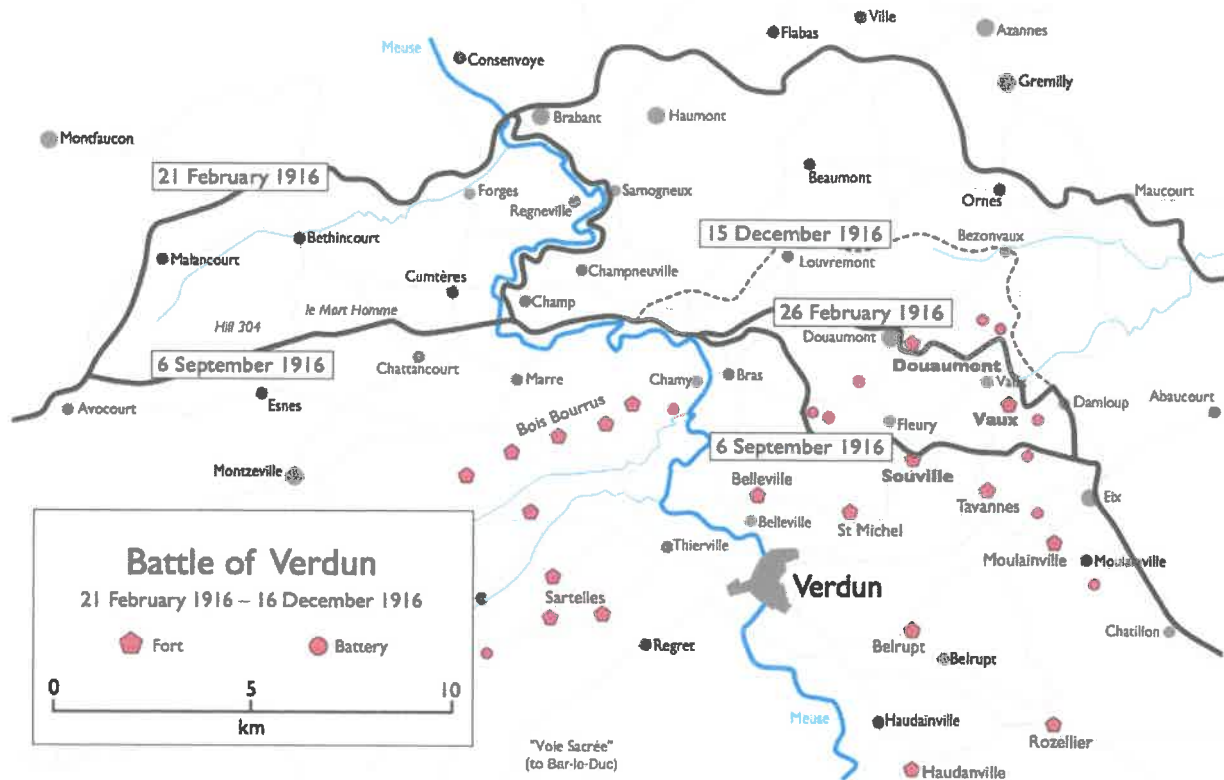 Ville
Flabas
Azannes
Meuse
Consenvoye
Gremilly
Brabant
Haumont
Montfaucon
21 February 1916
Beaumont
Forges
Samogneux
Regneville
Ornes
Maucourt
15 December 1916
Bethincourt
Bezonvaux
Malancourt
Louvremont
Champneuville
Cumtères
Champ
le Mort Homme
26 February 1916
Hill 304
Douaumont
6 September 1916
Chattancourt
Douaumont
Marre
Chamy
Bras
Vaux
Esnes
Avocourt
Damloup
Abaucourt
Bois Bourrus
Vaux
Fleury
6 September 1916
Montzeville
Belleville
Souville
Tavannes
Eix
Belleville
St Michel
Thierville
Moulainville
Moulainville
Battle of Verdun
21 February 1916 – 16 December 1916
Fort
Battery
0 5 10
km
Verdun
Sartelles
Chatillon
Regret
Belrupt
Belrupt
Meuse
Haudainville
Rozellier
"Voie Sacrée"
(to Bar-le-Duc)
Haudanville